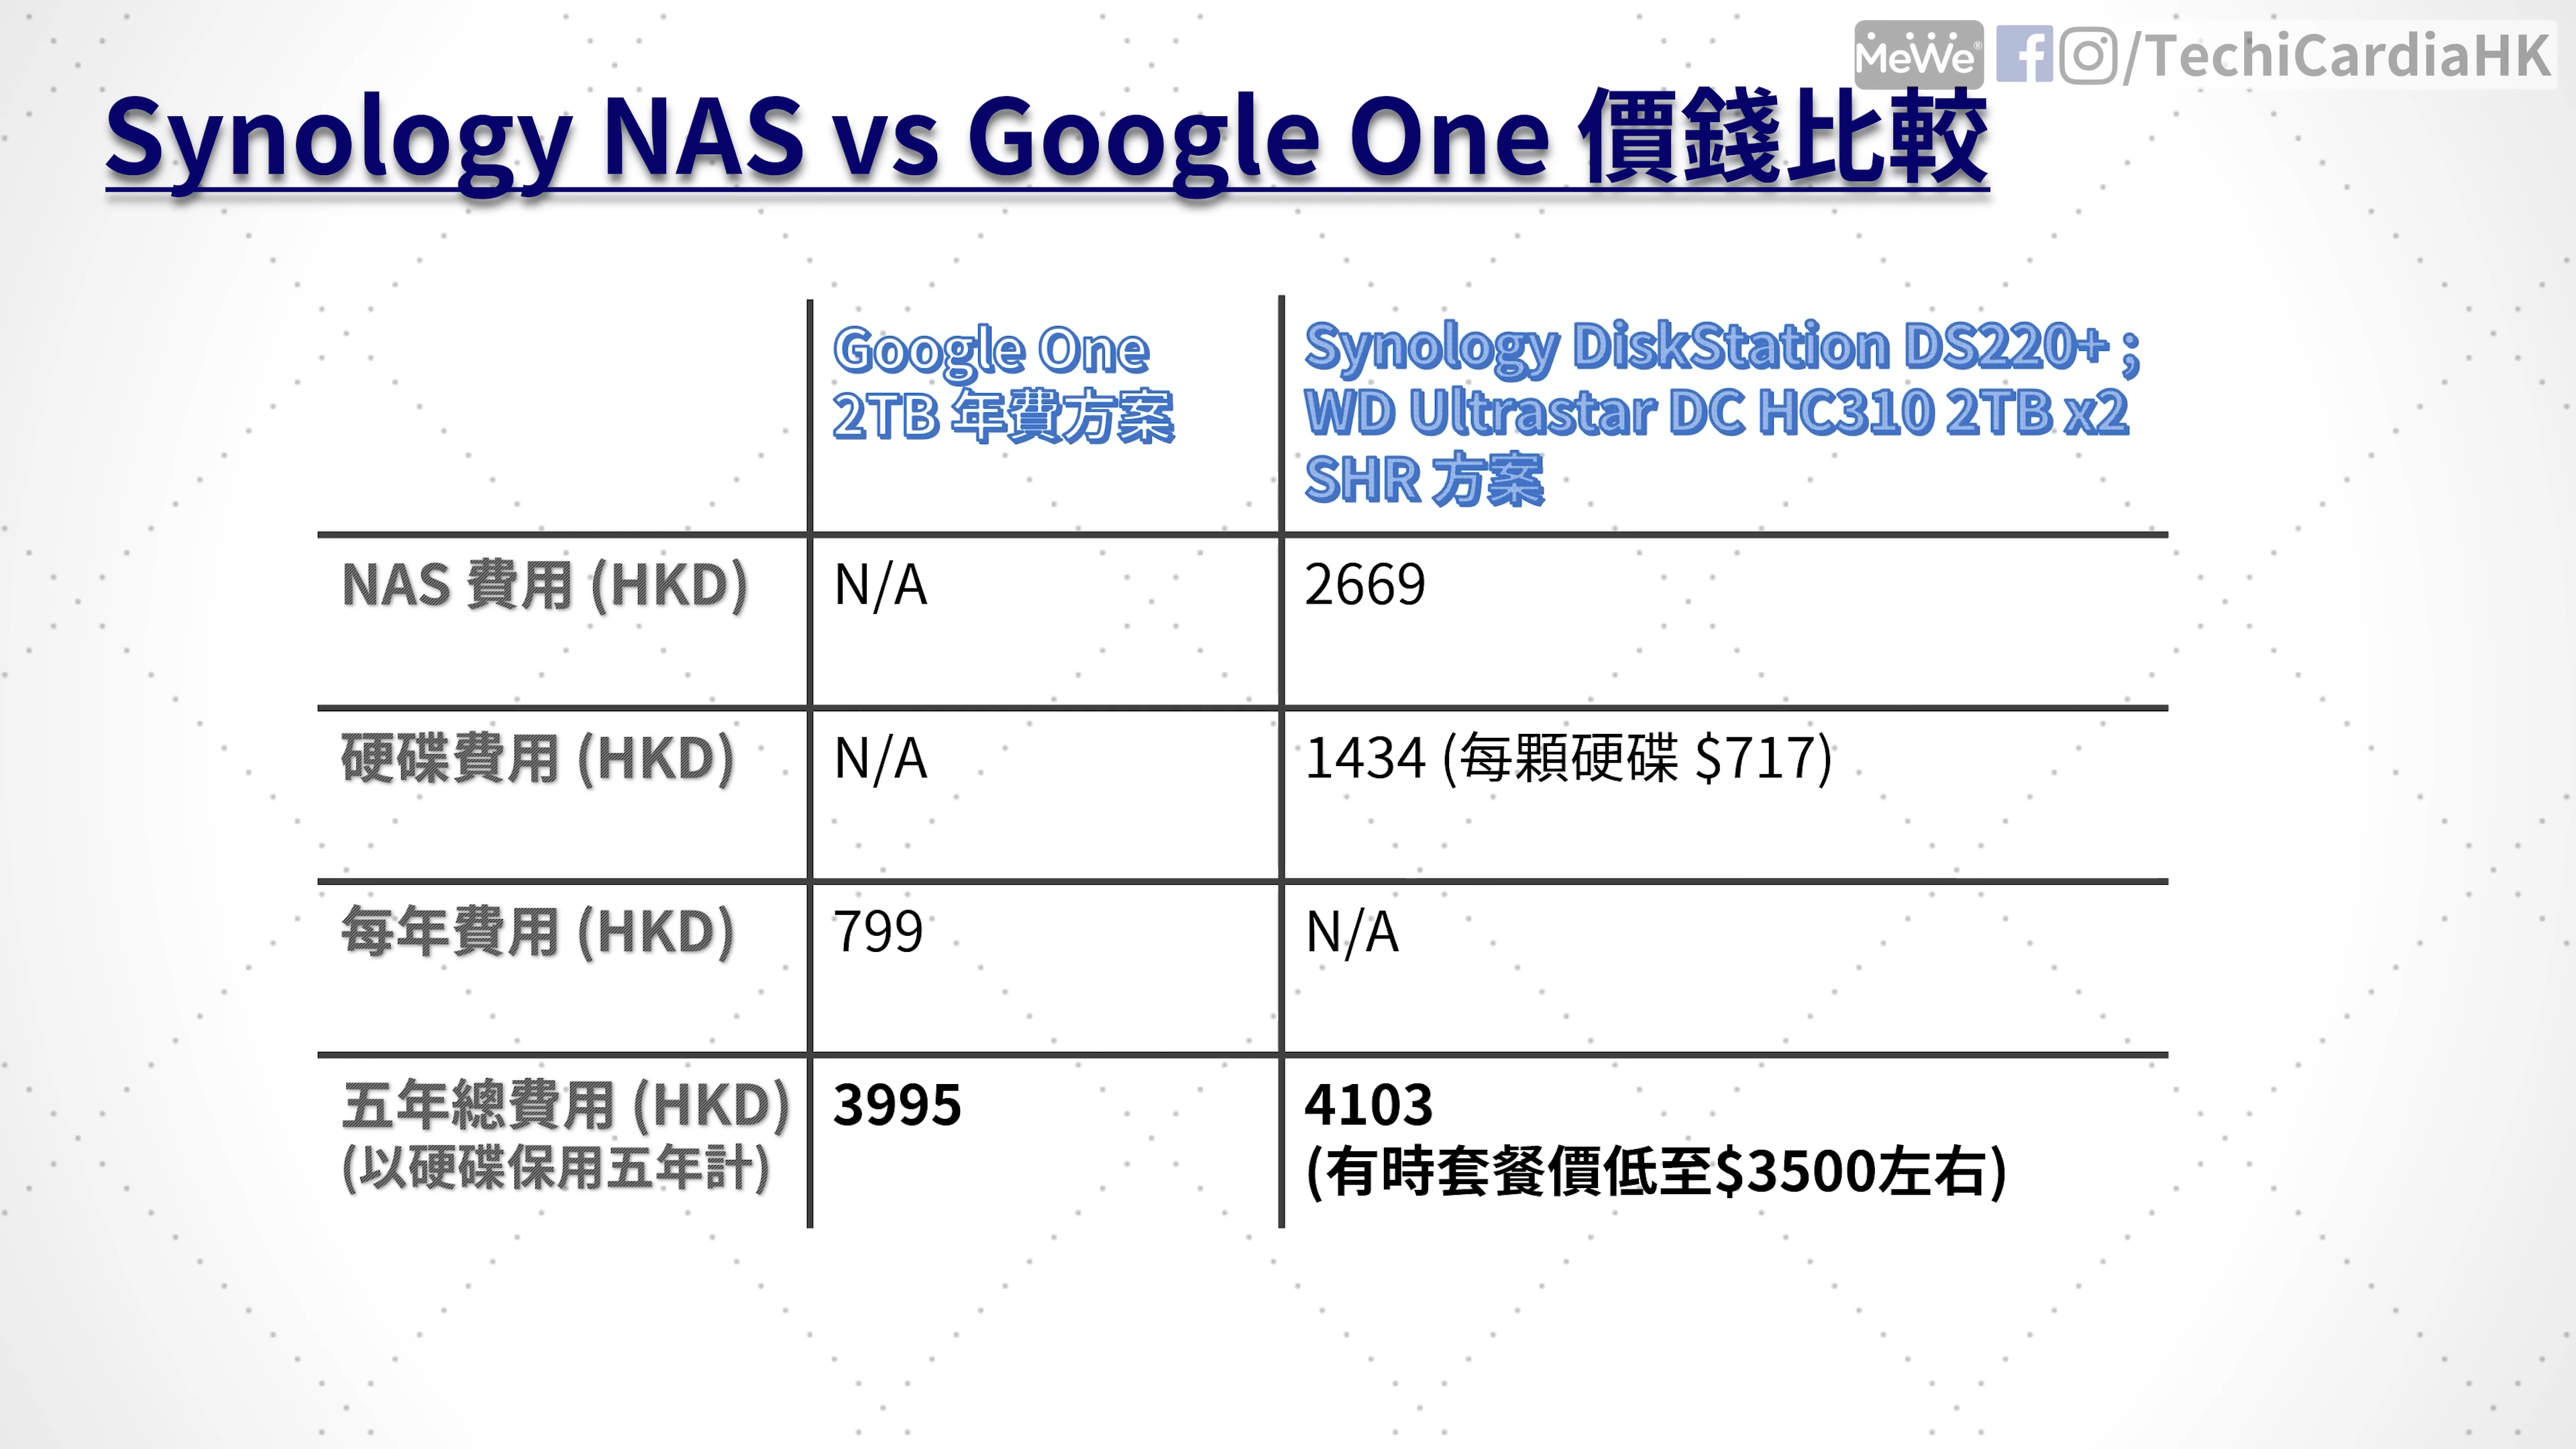 MeWe® /TechiCardiaHK
Synology NAS vs Google One 價錢比較
Google One
2TB 年費方案
Synology DiskStation DS220+ ;
WD Ultrastar DC HC310 2TB x2
SHR 方案
NAS 費用 (HKD)
N/A
2669
硬碟費用 (HKD)
N/A
1434 (每顆硬碟 $717)
每年費用 (HKD)
799
N/A
五年總費用 (HKD)
(以硬碟保用五年計)
3995
4103
(有時套餐價低至$3500左右)